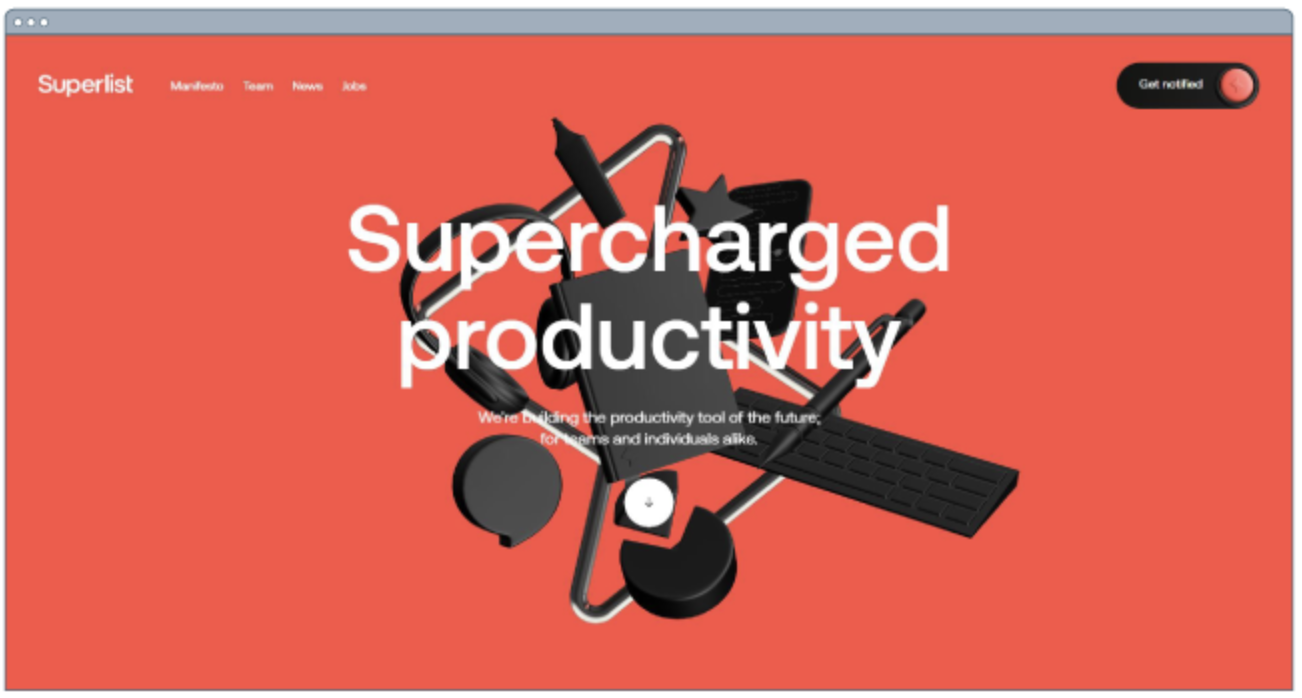 Superlist
Manifesto Team News Jobs
Get notified
Supercharged
productivity
We're building the productivity tool of the future;
for teams and individuals alike.